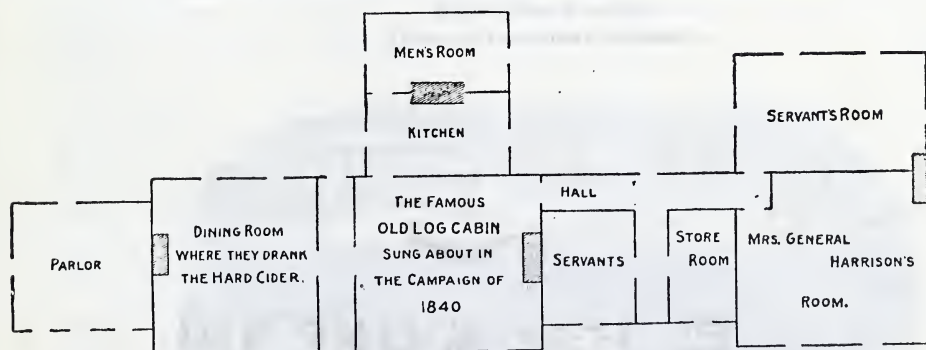 MEN'S ROOM
KITCHEN
SERVANT'S ROOM
PARLOR
DINING ROOM
WHERE THEY DRANK
THE HARD CIDER.
THE FAMOUS
OLD LOG CABIN
SUNG ABOUT IN
THE CAMPAIGN OF
1840
HALL
SERVANTS
STORE
ROOM
MRS. GENERAL
HARRISON'S
ROOM.